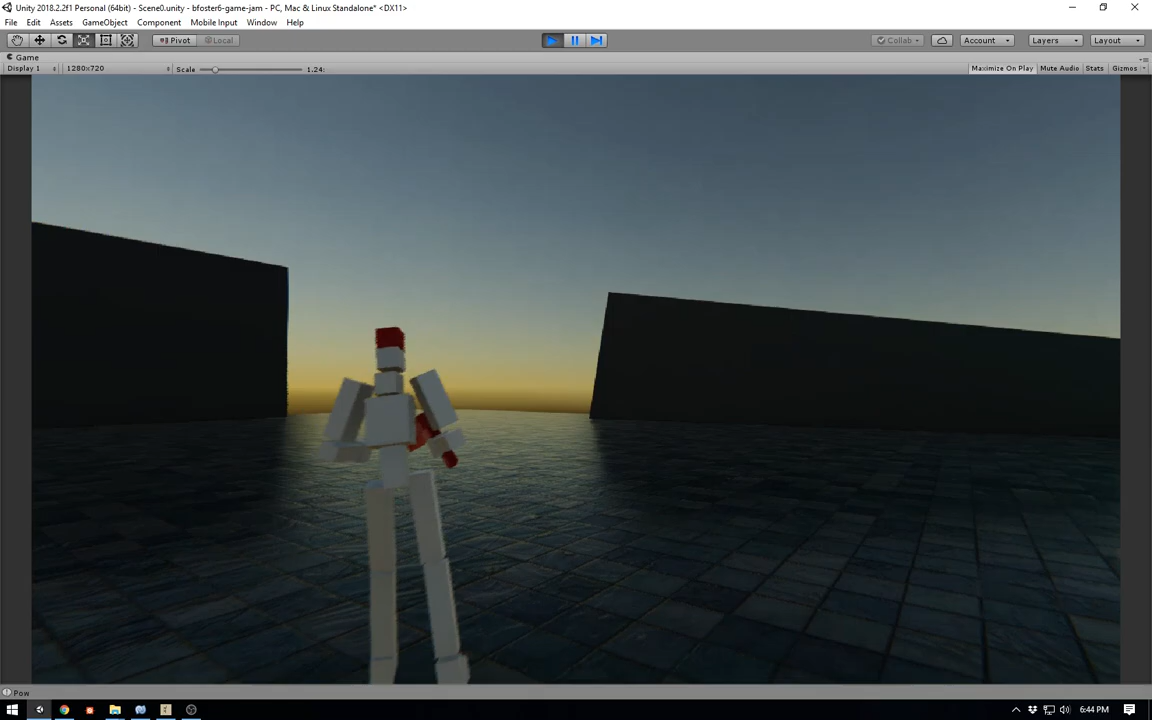 Unity 2018.2.2f1 Personal (64bit) - Scene0.unity - bfoster6-game-jam - PC, Mac & Linux Standalone* <DX11>
File Edit Assets GameObject Component Mobile Input Window Help
Pivot Local Collab Account Layers Layout
Game
Display 1 1280x720 Scale 1.24: Maximize On Play Mute Audio Stats Gizmos
Pow
6:44 PM